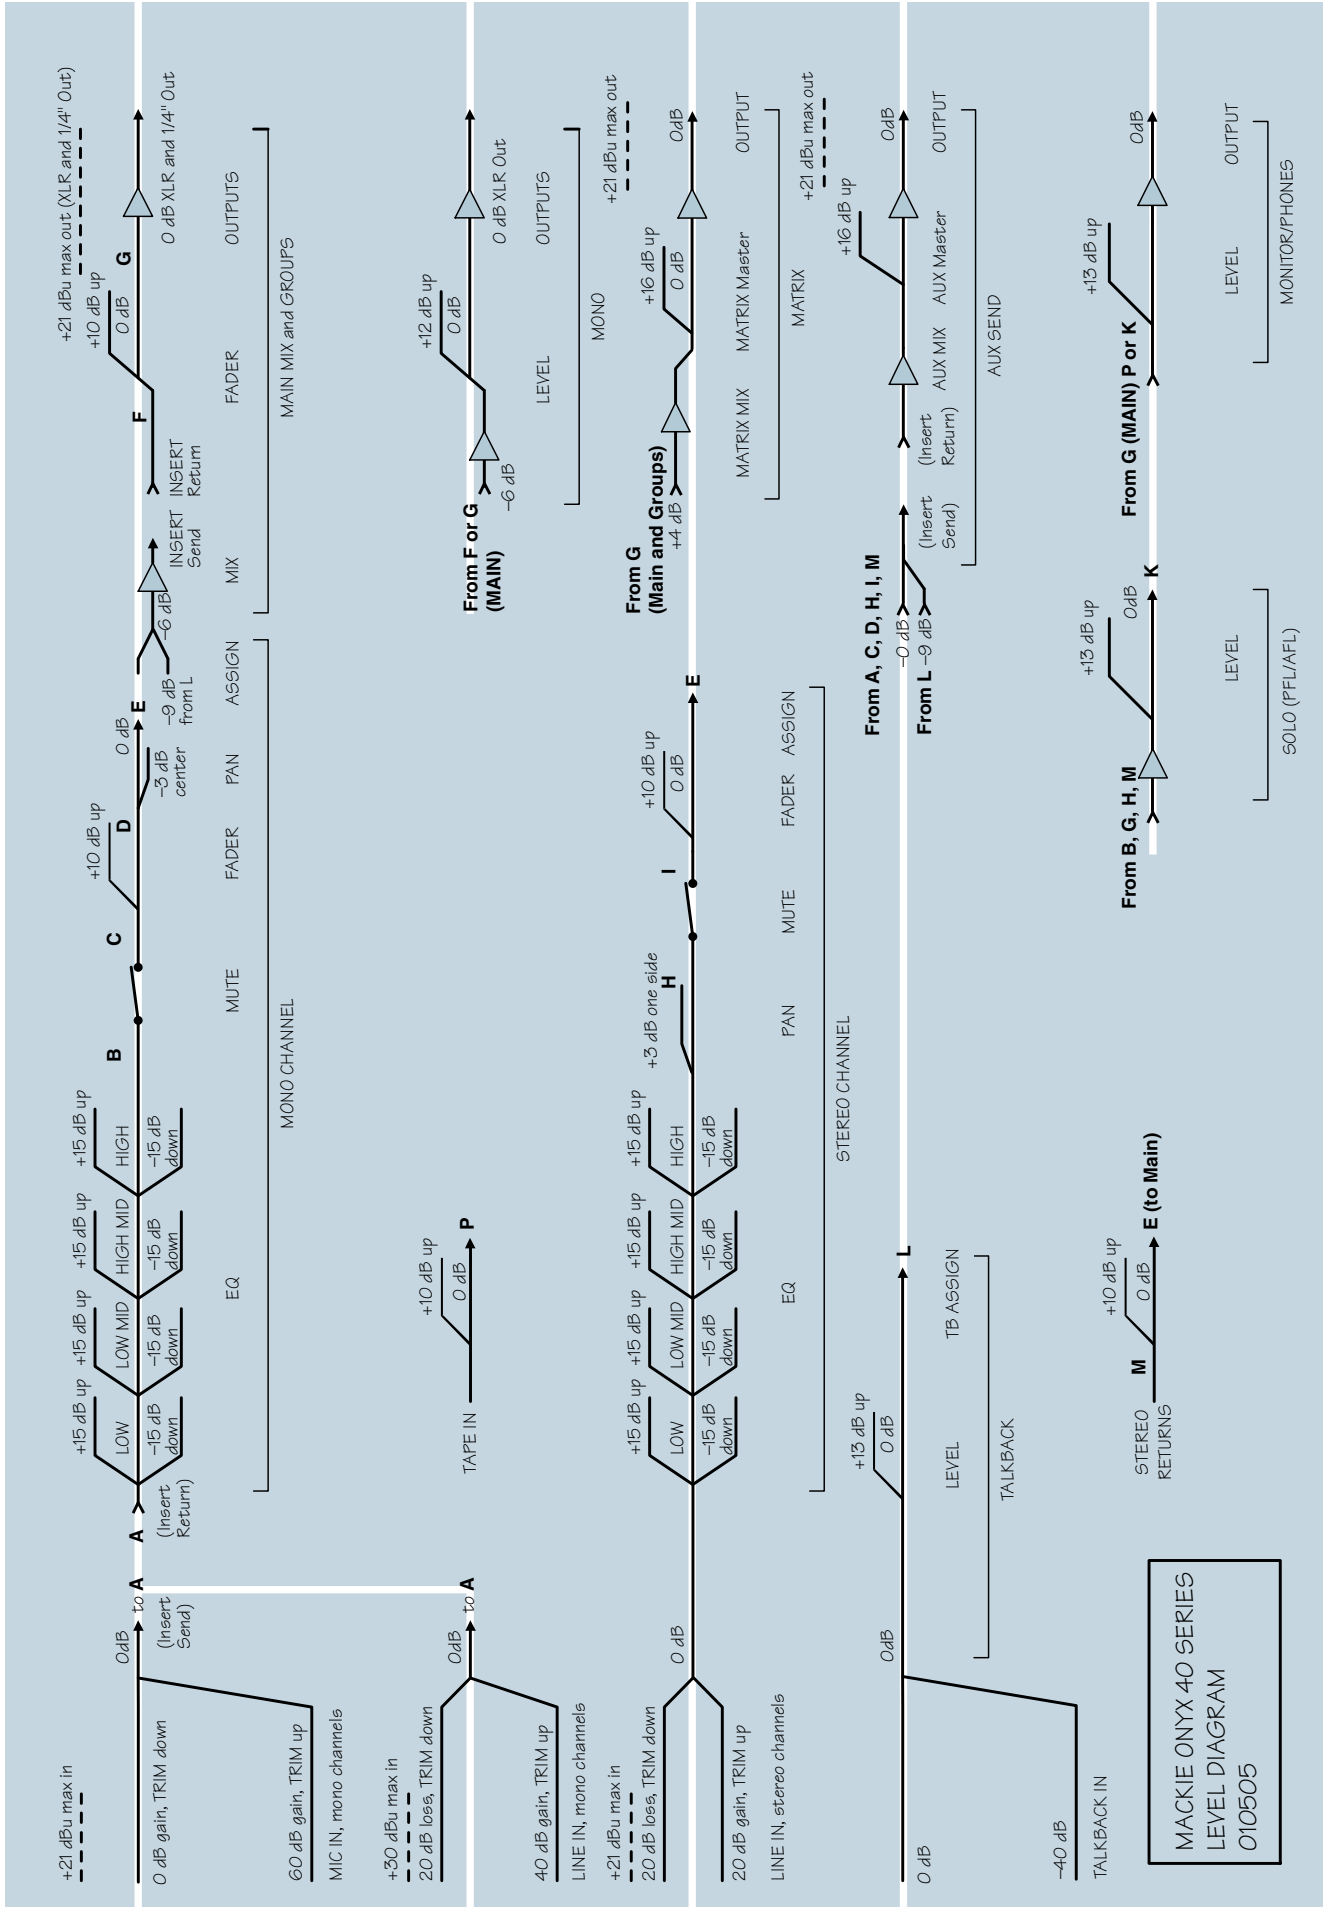 +21 dBu max in
0 dB gain, TRIM down
60 dB gain, TRIM up
MIC IN, mono channels
0dB
to A
(Insert
Send)
A
(Insert
Return)
+15 dB up
LOW
–15 dB
down
+15 dB up
LOW MID
–15 dB
down
+15 dB up
HIGH MID
–15 dB
down
+15 dB up
HIGH
–15 dB
down
EQ
B
MUTE
C
+10 dB up
D
FADER
–3 dB
center
PAN
0 dB
E
ASSIGN
MONO CHANNEL
–9 dB
from L
–6 dB
MIX
INSERT
Send
INSERT
Return
F
FADER
+10 dB up
0 dB
G
+21 dBu max out (XLR and 1/4" Out)
0 dB XLR and 1/4" Out
OUTPUTS
MAIN MIX and GROUPS
+30 dBu max in
20 dB loss, TRIM down
40 dB gain, TRIM up
LINE IN, mono channels
0dB
to A
TAPE IN
+10 dB up
0 dB
P
From F or G
(MAIN)
–6 dB
+12 dB up
0 dB
LEVEL
0 dB XLR Out
OUTPUTS
MONO
+21 dBu max in
20 dB loss, TRIM down
20 dB gain, TRIM up
LINE IN, stereo channels
0 dB
+15 dB up
LOW
–15 dB
down
+15 dB up
LOW MID
–15 dB
down
+15 dB up
HIGH MID
–15 dB
down
+15 dB up
HIGH
–15 dB
down
EQ
+3 dB one side
H
PAN
MUTE
I
+10 dB up
0 dB
FADER
E
ASSIGN
STEREO CHANNEL
From G
(Main and Groups)
+4 dB
MATRIX MIX
+16 dB up
0 dB
MATRIX Master
+21 dBu max out
0dB
OUTPUT
MATRIX
0 dB
–40 dB
TALKBACK IN
0dB
+13 dB up
0 dB
LEVEL
L
TB ASSIGN
TALKBACK
From A, C, D, H, I, M
–0 dB
From L –9 dB
(Insert
Send)
(Insert
Return)
AUX MIX
+16 dB up
AUX Master
+21 dBu max out
0dB
OUTPUT
AUX SEND
STEREO
RETURNS
M
+10 dB up
0 dB
E (to Main)
From B, G, H, M
+13 dB up
LEVEL
0dB
K
SOLO (PFL/AFL)
From G (MAIN) P or K
+13 dB up
LEVEL
0dB
OUTPUT
MONITOR/PHONES
MACKIE ONYX 40 SERIES
LEVEL DIAGRAM
010505